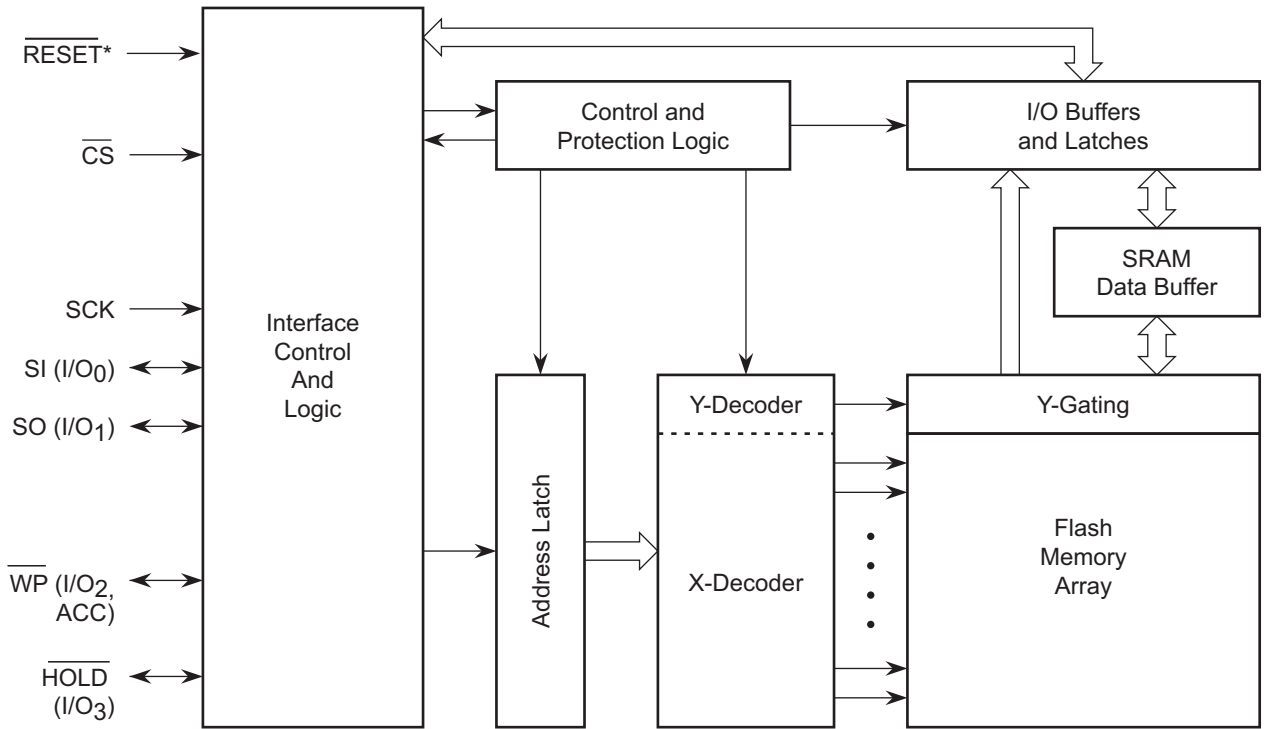 RESET*
CS
SCK
SI (I/O0)
SO (I/O1)
WP (I/O2,
ACC)
HOLD
(I/O3)
Interface
Control
And
Logic
Control and
Protection Logic
I/O Buffers
and Latches
SRAM
Data Buffer
Address Latch
Y-Decoder
X-Decoder
Y-Gating
Flash
Memory
Array